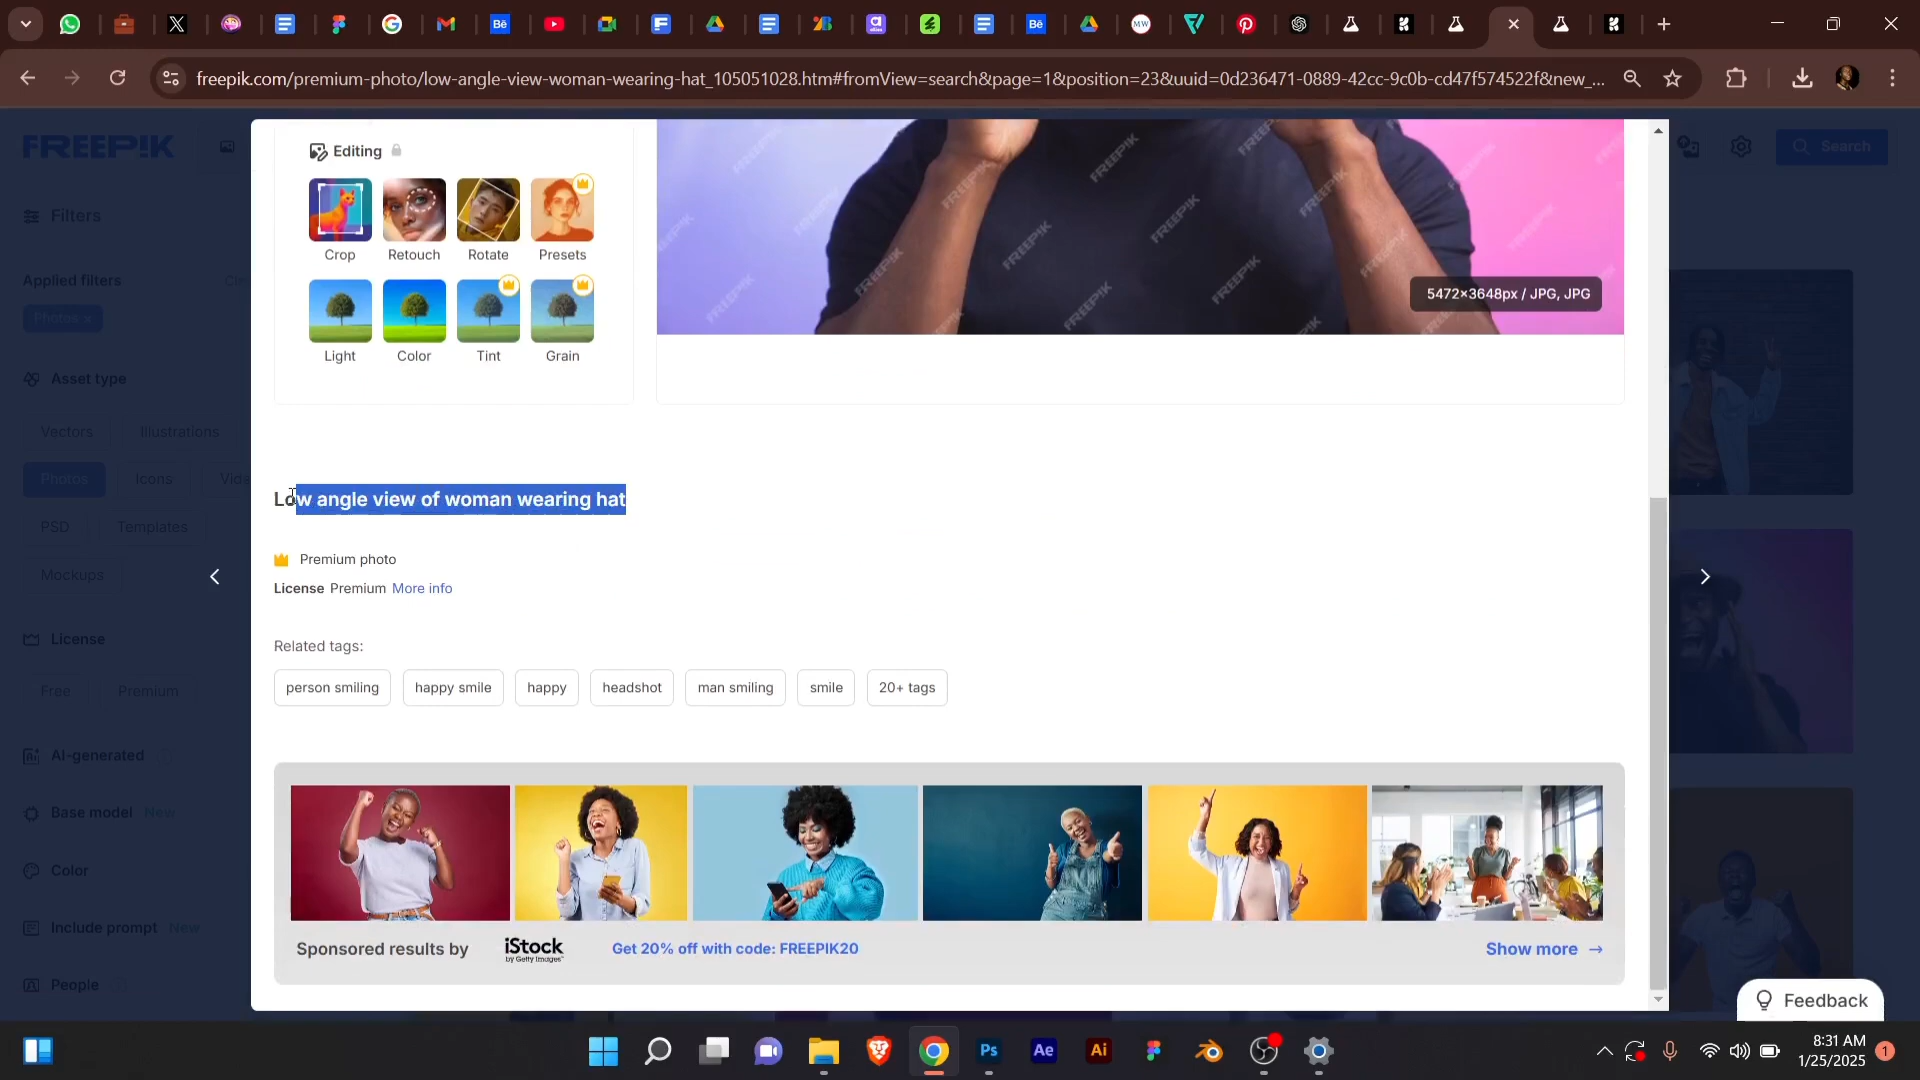 freepik.com/premium-photo/low-angle-view-woman-wearing-hat_105051028.htm#fromView=search&page=1&position=23&uuid=0d236471-0889-42cc-9c0b-cd47f574522f&new_...
FREEPIK
Search
Filters
Applied filters
Photos ×
Asset type
Vectors
Illustrations
Photos
Icons
PSD
Templates
Mockups
License
Free
Premium
AI-generated
Base model New
Color
Include prompt New
People
Editing
Crop
Retouch
Rotate
Presets
Light
Color
Tint
Grain
FREEPIK
5472×3648px / JPG, JPG
Low angle view of woman wearing hat
Premium photo
License Premium More info
Related tags:
person smiling
happy smile
happy
headshot
man smiling
smile
20+ tags
Sponsored results by
iStock
by Getty Images
Get 20% off with code: FREEPIK20
Show more →
Feedback
Ps
Ae
Ai
8:31 AM
1/25/2025
1